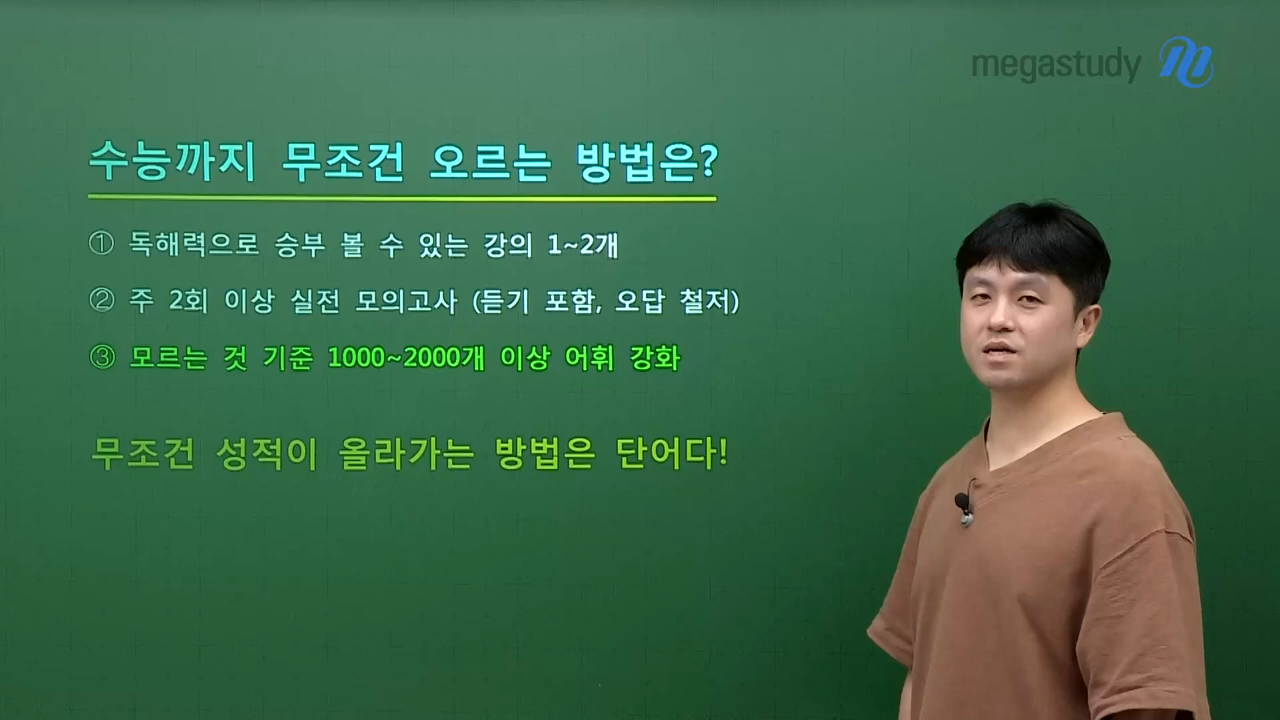 megastudy
수능까지 무조건 오르는 방법은?
① 독해력으로 승부 볼 수 있는 강의 1~2개
② 주 2회 이상 실전 모의고사 (듣기 포함, 오답 철저)
③ 모르는 것 기준 1000~2000개 이상 어휘 강화
무조건 성적이 올라가는 방법은 단어다!